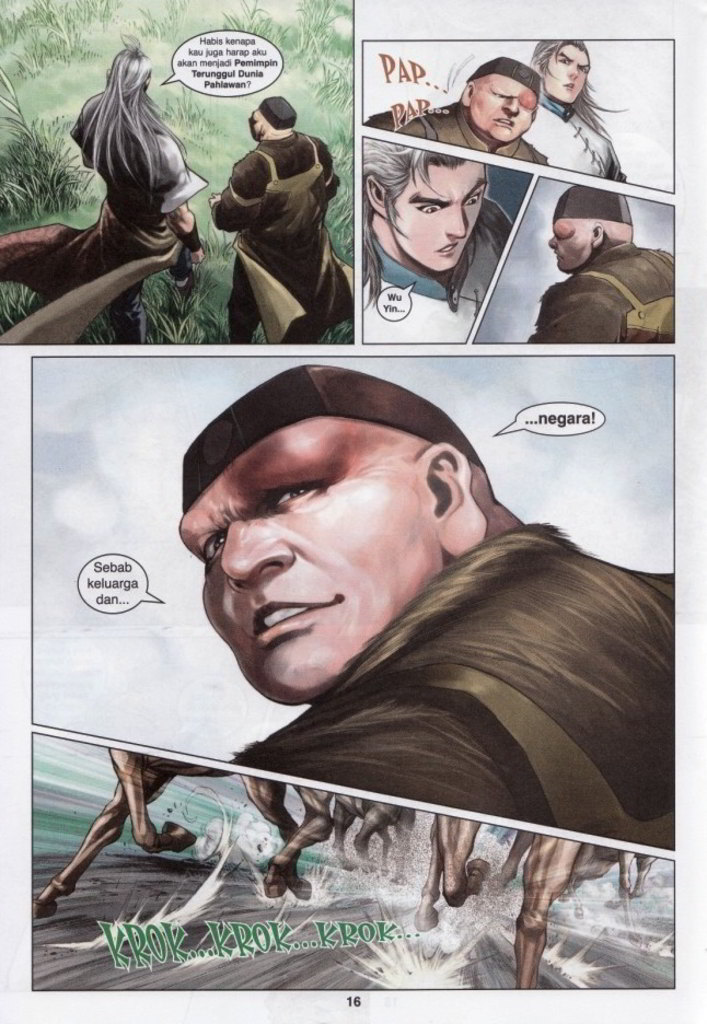 Habis kenapa
kau juga harap aku
akan menjadi Pemimpin
Terunggul Dunia
Pahlawan?
PAP...
PAP...
Wu
Yin...
...negara!
Sebab
keluarga
dan...
KROK...KROK...KROK...
16